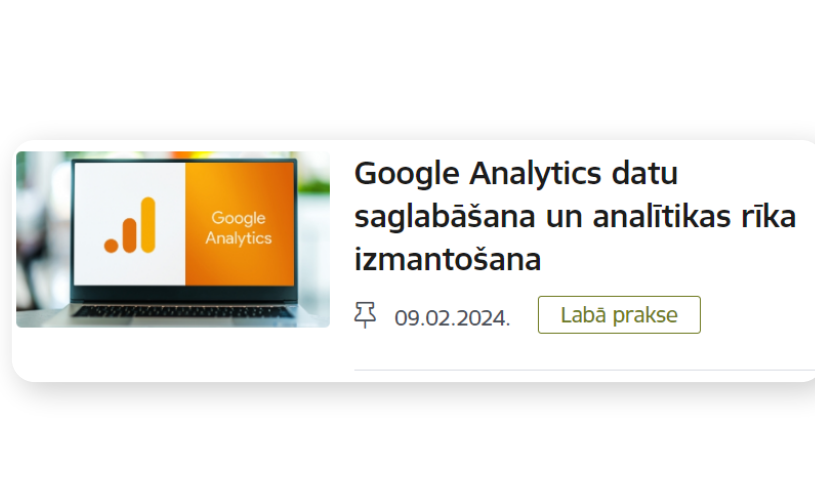 Google
Analytics
Google Analytics datu
saglabāšana un analītikas rīka
izmantošana
09.02.2024.
Labā prakse